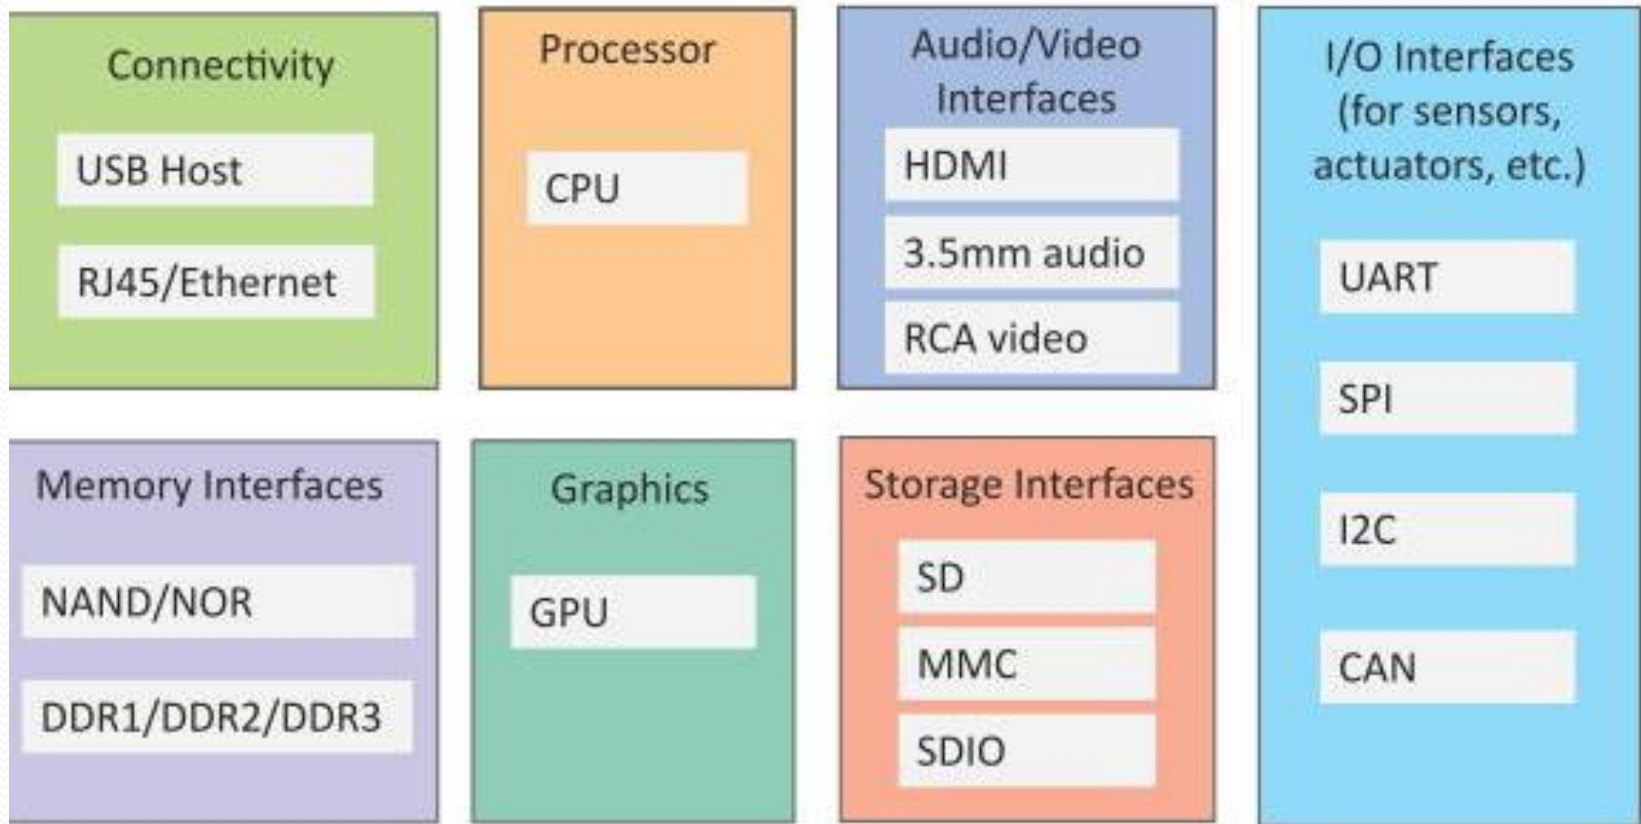 Connectivity
USB Host
RJ45/Ethernet
Processor
CPU
Audio/Video
Interfaces
HDMI
3.5mm audio
RCA video
I/O Interfaces
(for sensors,
actuators, etc.)
UART
SPI
I2C
CAN
Memory Interfaces
NAND/NOR
DDR1/DDR2/DDR3
Graphics
GPU
Storage Interfaces
SD
MMC
SDIO